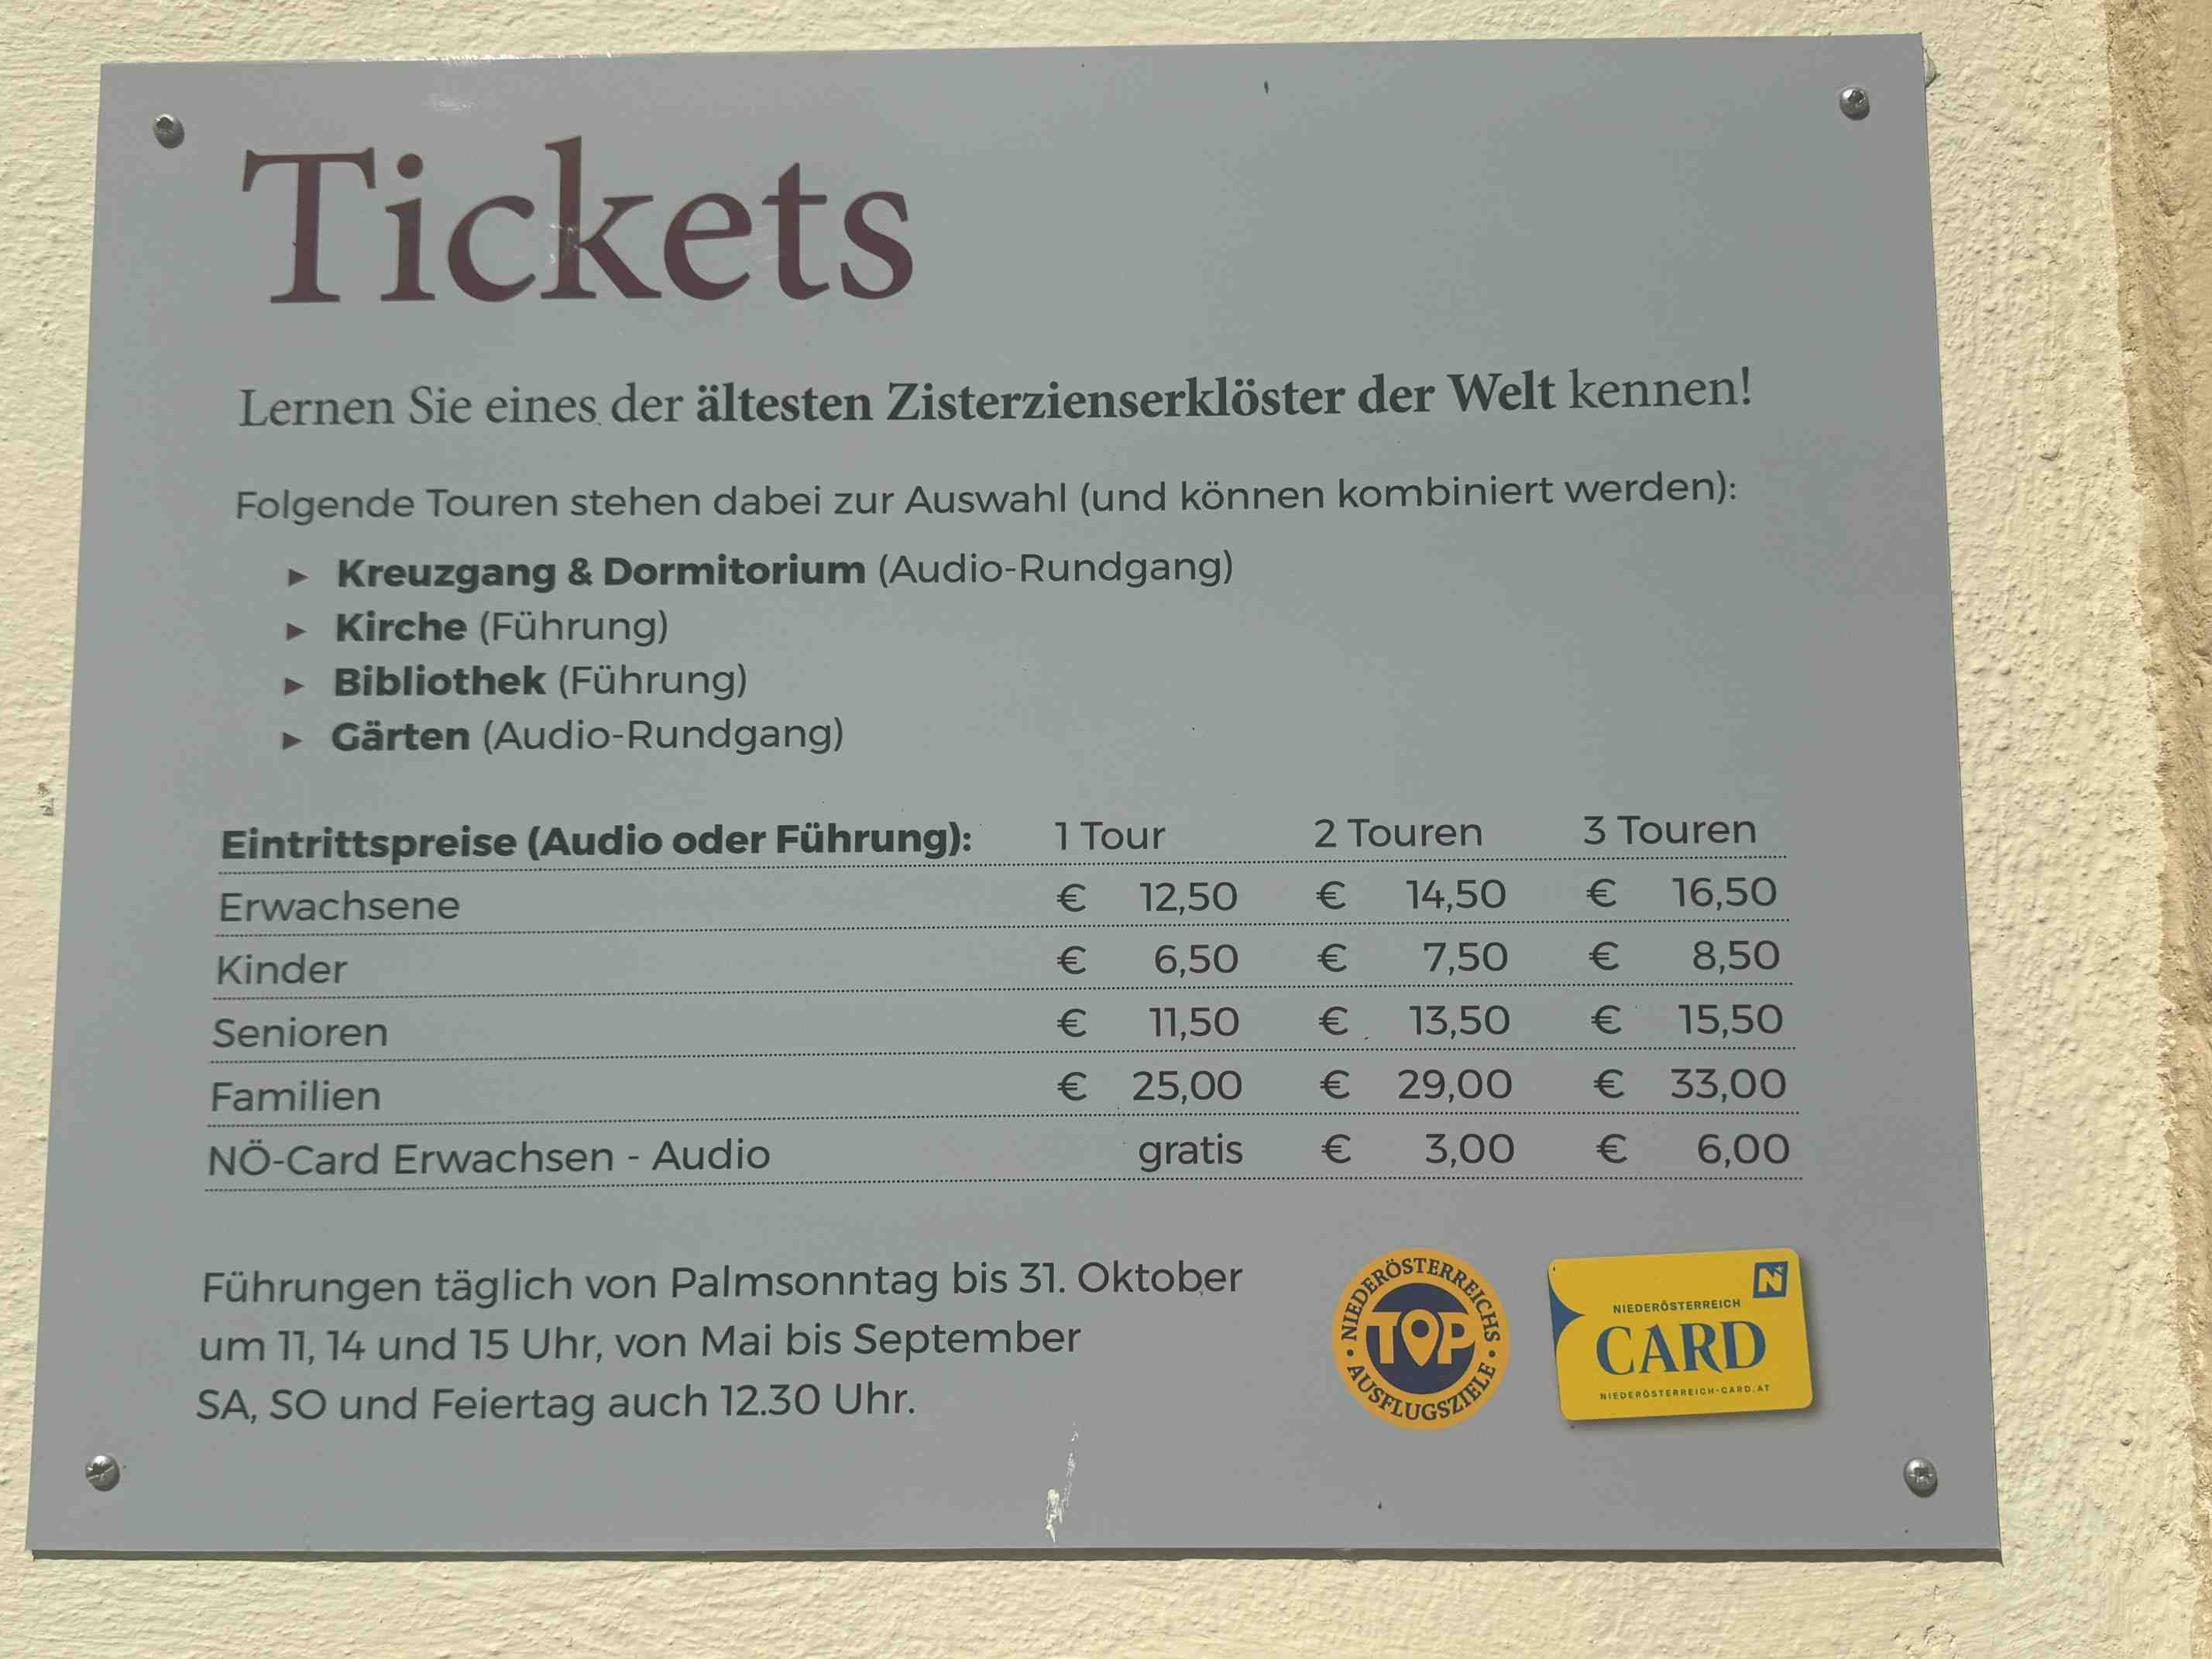 Tickets
Lernen Sie eines der ältesten Zisterzienserklöster der Welt kennen!
Folgende Touren stehen dabei zur Auswahl (und können kombiniert werden):
► Kreuzgang & Dormitorium (Audio-Rundgang)
► Kirche (Führung)
► Bibliothek (Führung)
► Gärten (Audio-Rundgang)
Eintrittspreise (Audio oder Führung): 1 Tour 2 Touren 3 Touren
Erwachsene € 12,50 € 14,50 € 16,50
Kinder € 6,50 € 7,50 € 8,50
Senioren € 11,50 € 13,50 € 15,50
Familien € 25,00 € 29,00 € 33,00
NÖ-Card Erwachsen - Audio gratis € 3,00 € 6,00
Führungen täglich von Palmsonntag bis 31. Oktober
um 11, 14 und 15 Uhr, von Mai bis September
SA, SO und Feiertag auch 12.30 Uhr.
NIEDERÖSTERREICHS
TOP
AUSFLUGSZIELE
N
NIEDERÖSTERREICH
CARD
NIEDERÖSTERREICH-CARD.AT